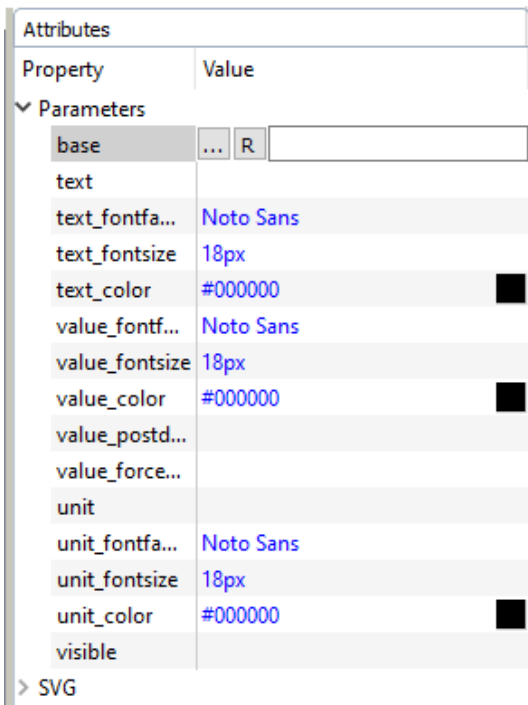 Attributes
Property Value
Parameters
base ... R
text
text_fontfa... Noto Sans
text_fontsize 18px
text_color #000000
value_fontf... Noto Sans
value_fontsize 18px
value_color #000000
value_postd...
value_force...
unit
unit_fontfa... Noto Sans
unit_fontsize 18px
unit_color #000000
visible
SVG